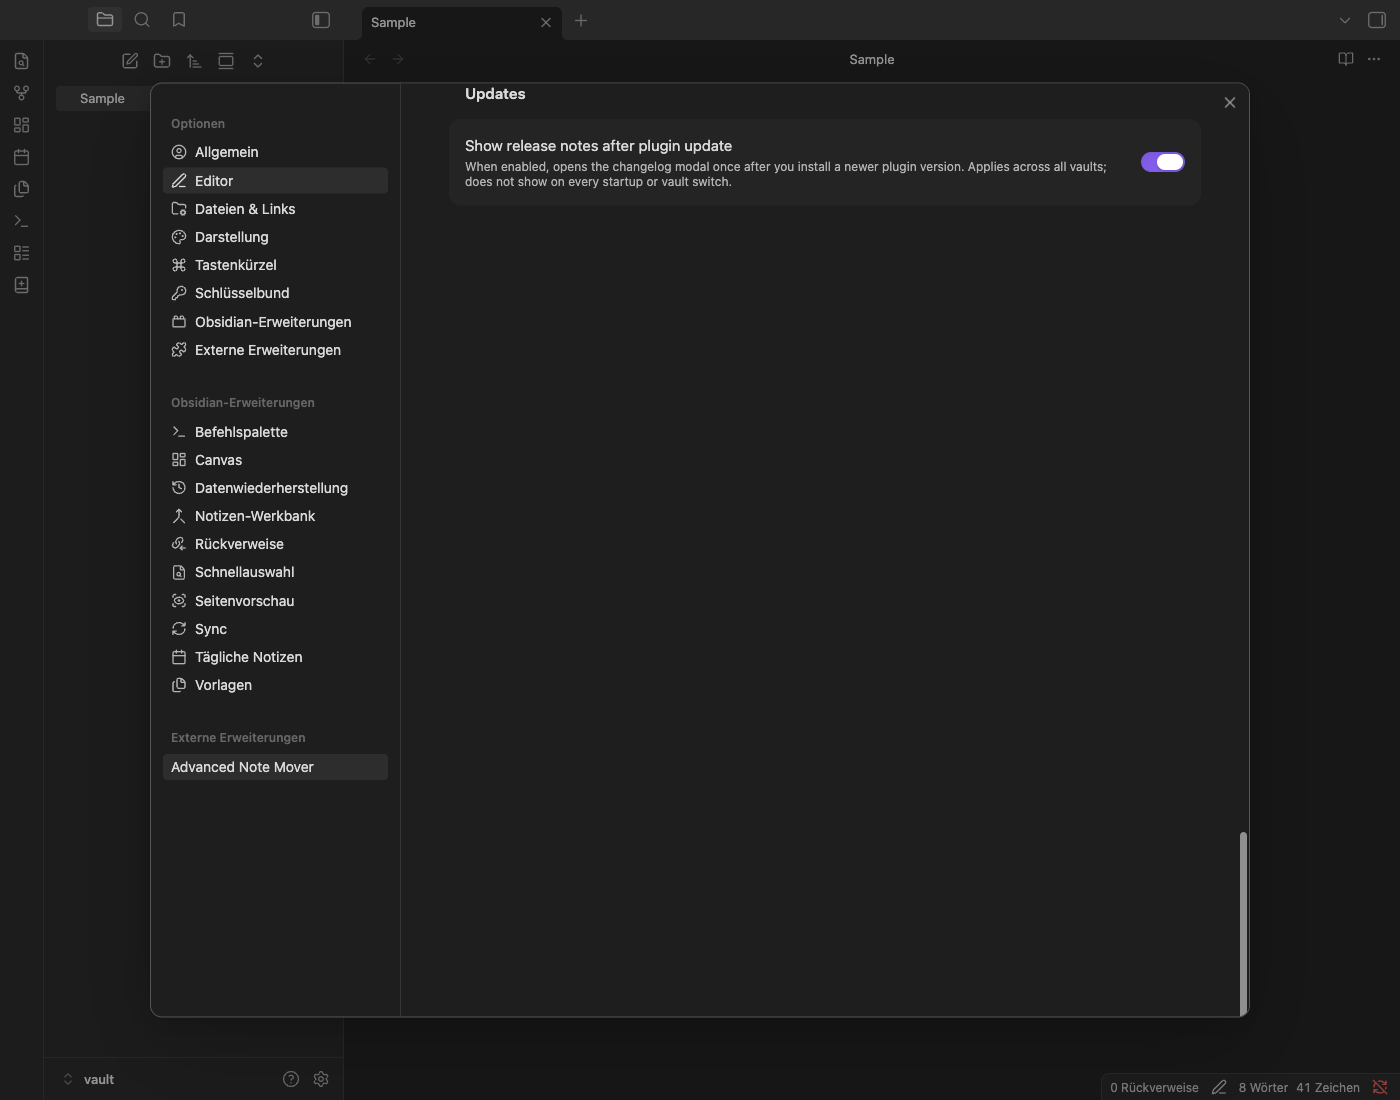 Sample
Sample
Sample
Updates
Optionen
Allgemein
Editor
Dateien & Links
Darstellung
Tastenkürzel
Schlüsselbund
Obsidian-Erweiterungen
Externe Erweiterungen
Obsidian-Erweiterungen
Befehlspalette
Canvas
Datenwiederherstellung
Notizen-Werkbank
Rückverweise
Schnellauswahl
Seitenvorschau
Sync
Tägliche Notizen
Vorlagen
Externe Erweiterungen
Advanced Note Mover
Show release notes after plugin update
When enabled, opens the changelog modal once after you install a newer plugin version. Applies across all vaults;
does not show on every startup or vault switch.
vault
0 Rückverweise 8 Wörter 41 Zeichen